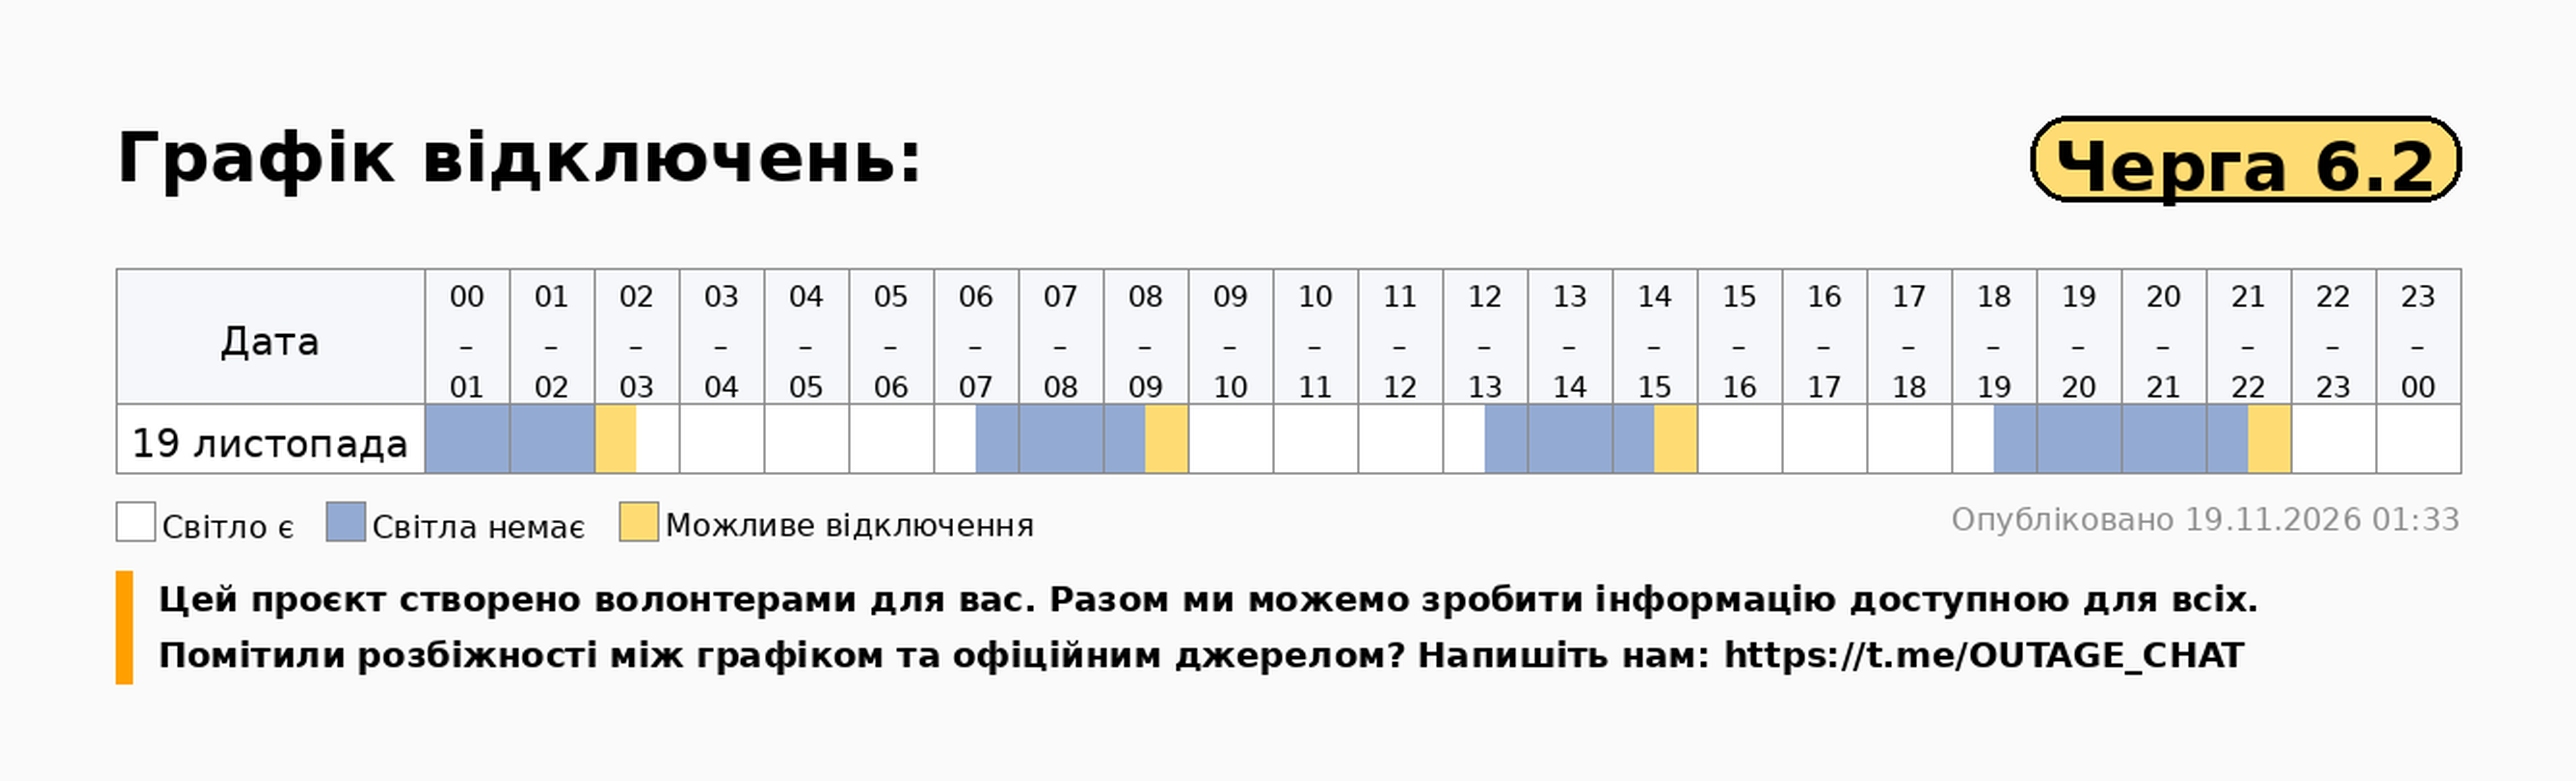 Графік відключень:
Черга 6.2
Дата
00 – 01
01 – 02
02 – 03
03 – 04
04 – 05
05 – 06
06 – 07
07 – 08
08 – 09
09 – 10
10 – 11
11 – 12
12 – 13
13 – 14
14 – 15
15 – 16
16 – 17
17 – 18
18 – 19
19 – 20
20 – 21
21 – 22
22 – 23
23 – 00
19 листопада
Світло є
Світла немає
Можливе відключення
Опубліковано 19.11.2026 01:33
Цей проєкт створено волонтерами для вас. Разом ми можемо зробити інформацію доступною для всіх.
Помітили розбіжності між графіком та офіційним джерелом? Напишіть нам: https://t.me/OUTAGE_CHAT